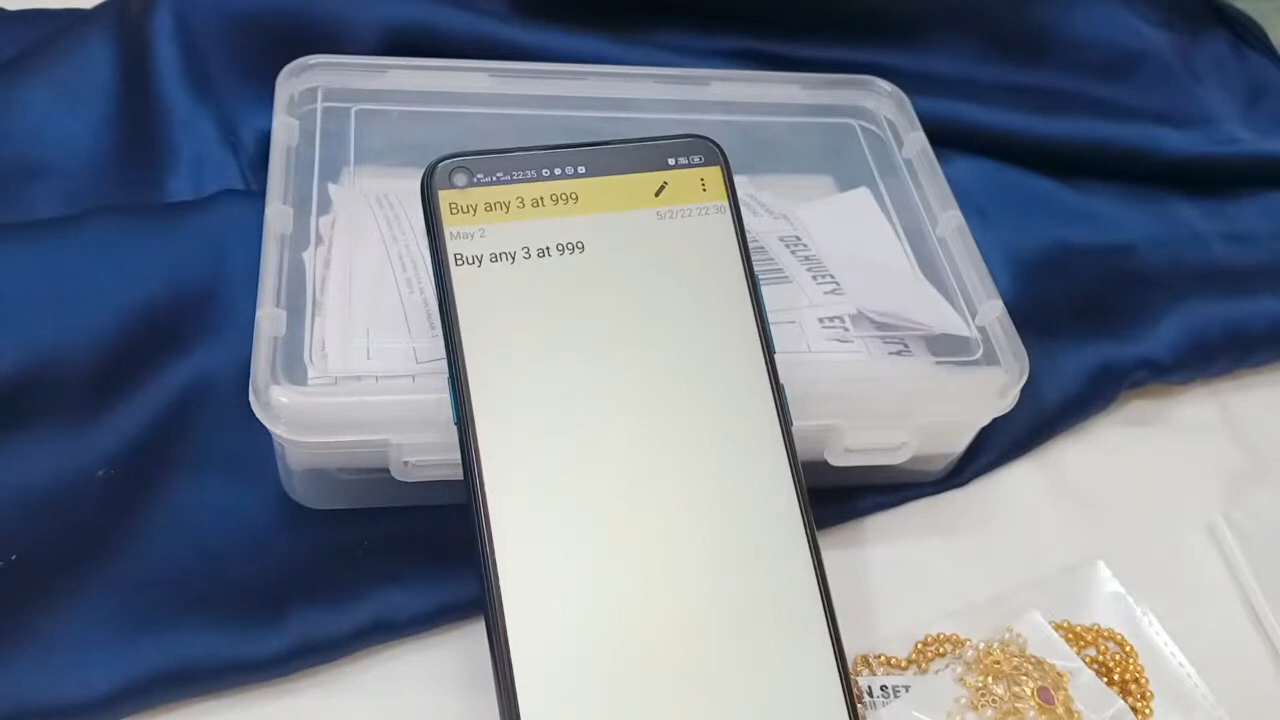 22:35
Buy any 3 at 999
May 2
5/2/22 22:30
Buy any 3 at 999
DELHIVERY
N.SET